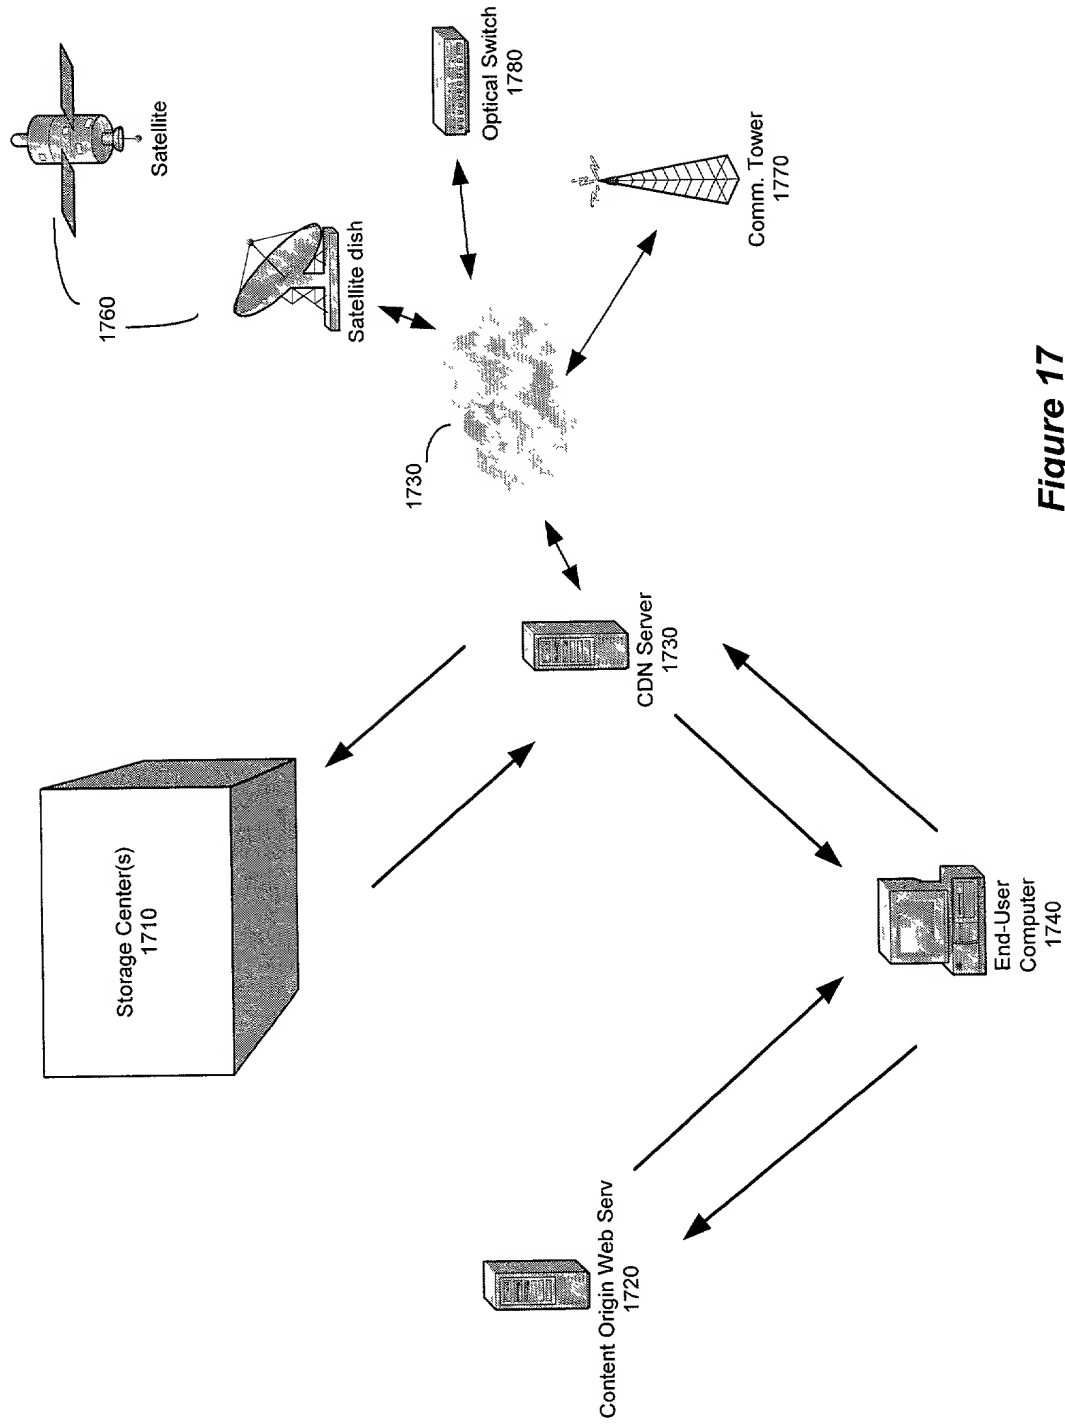 Storage Center(s)
1710
1760
Satellite
Satellite dish
Optical Switch
1780
1730
Comm. Tower
1770
CDN Server
1730
Content Origin Web Serv
1720
End-User
Computer
1740
Figure 17